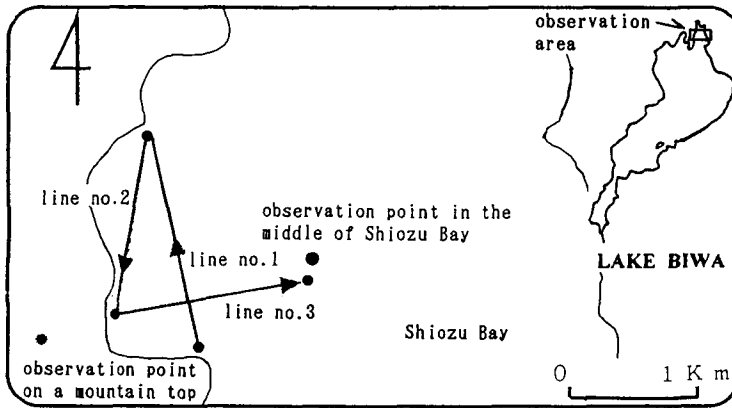 observation
area
line no.2
observation point in the
middle of Shiozu Bay
line no.1
LAKE BIWA
line no.3
Shiozu Bay
observation point
on a mountain top
0 1 Km